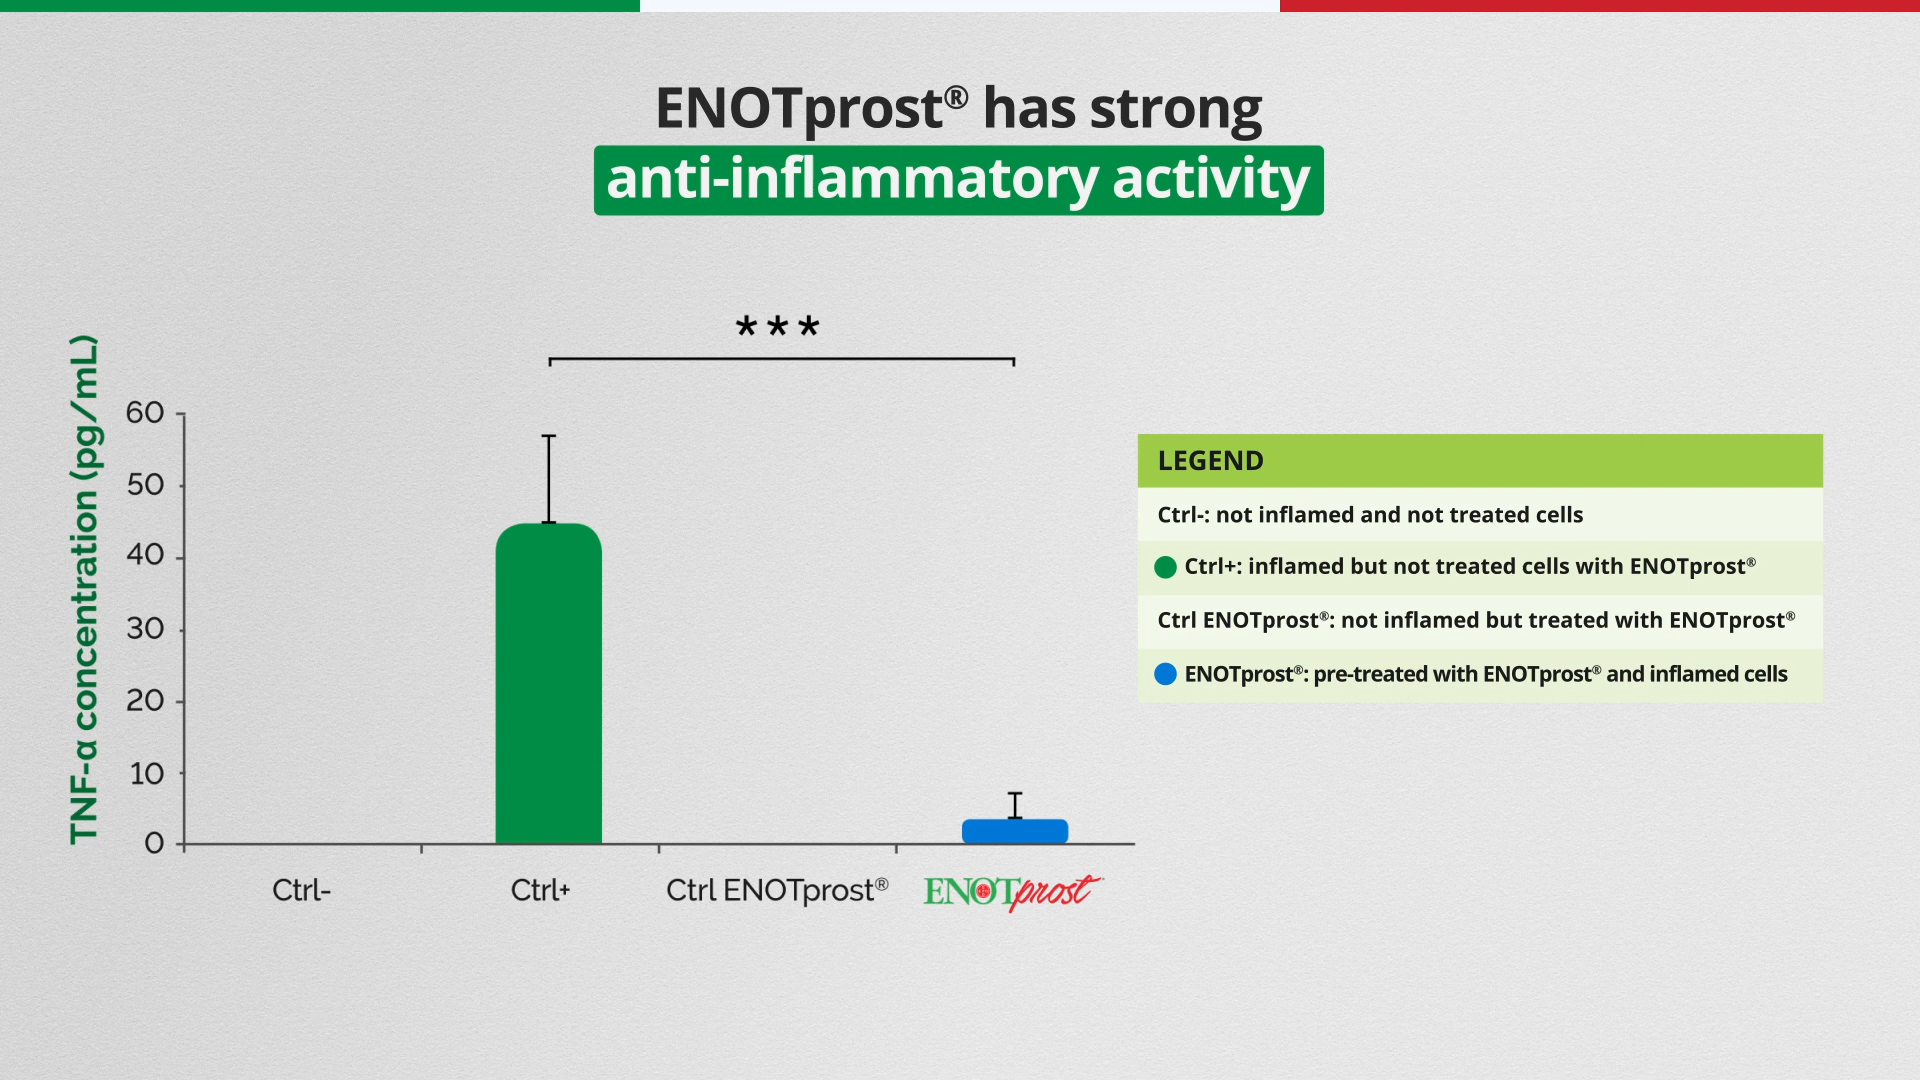 ENOTprost® has strong
anti-inflammatory activity
***
TNF-α concentration (pg/mL)
60
50
40
30
20
10
0
Ctrl-
Ctrl+
Ctrl ENOTprost®
ENOTprost
LEGEND
Ctrl-: not inflamed and not treated cells
Ctrl+: inflamed but not treated cells with ENOTprost®
Ctrl ENOTprost®: not inflamed but treated with ENOTprost®
ENOTprost®: pre-treated with ENOTprost® and inflamed cells